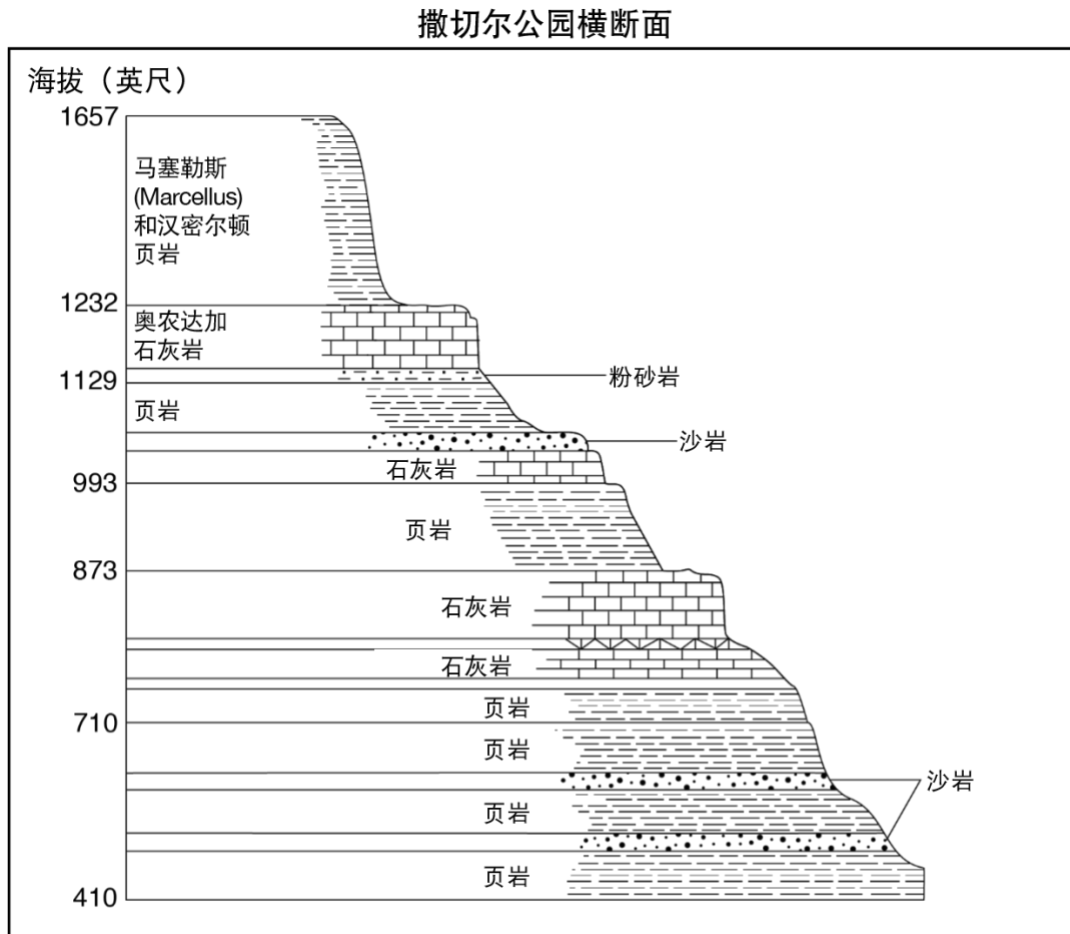 撒切尔公园横断面
海拔（英尺）
1657
马塞勒斯
(Marcellus)
和汉密尔顿
页岩
1232
奥农达加
石灰岩
1129
粉砂岩
页岩
沙岩
石灰岩
993
页岩
873
石灰岩
石灰岩
页岩
710
页岩
沙岩
页岩
页岩
410